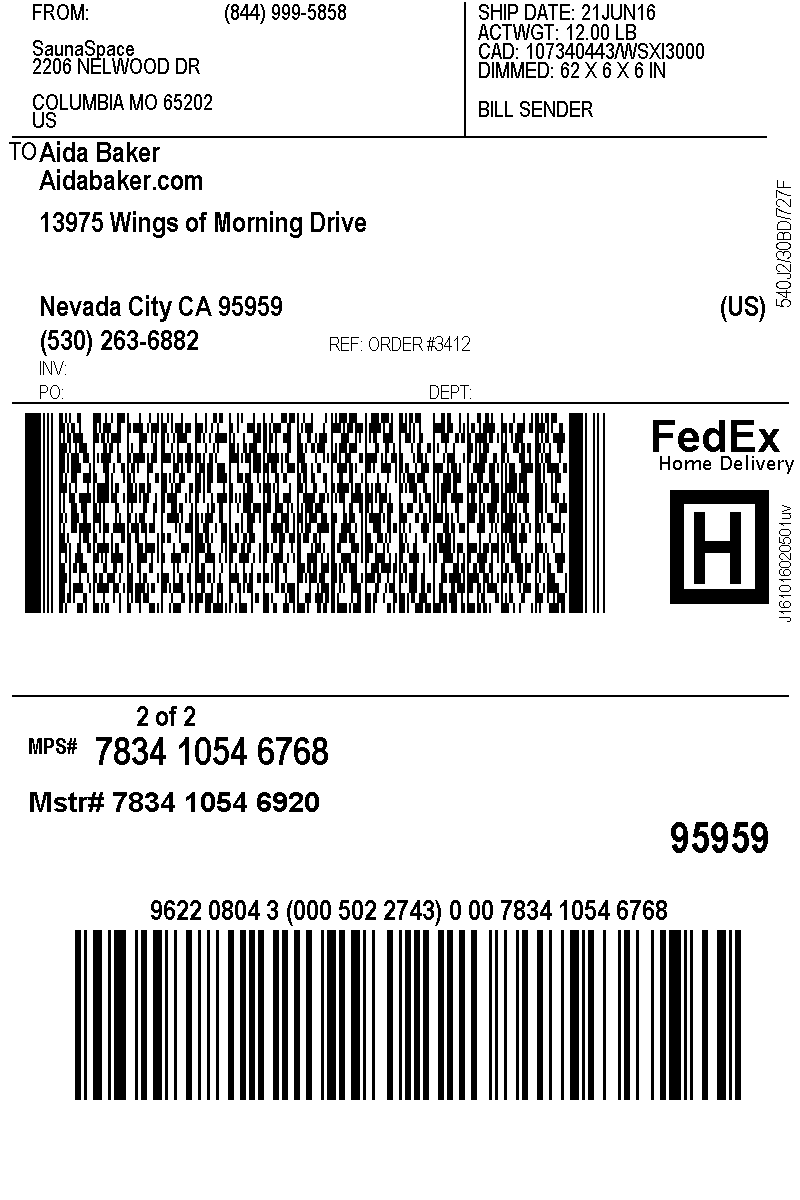 FROM: (844) 999-5858
SaunaSpace
2206 NELWOOD DR
COLUMBIA MO 65202
US
SHIP DATE: 21JUN16
ACTWGT: 12.00 LB
CAD: 107340443/WSXI3000
DIMMED: 62 X 6 X 6 IN
BILL SENDER
TO Aida Baker
Aidabaker.com
13975 Wings of Morning Drive
Nevada City CA 95959 (US)
(530) 263-6882 REF: ORDER #3412
INV:
PO: DEPT:
540J2/30BD/727F
FedEx
Home Delivery
H
J161016020501uv
2 of 2
MPS# 7834 1054 6768
Mstr# 7834 1054 6920
95959
9622 0804 3 (000 502 2743) 0 00 7834 1054 6768